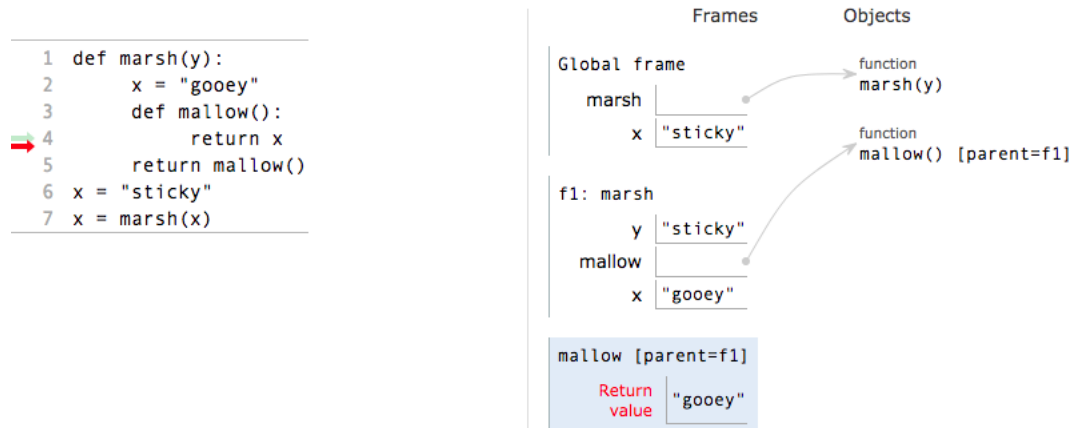 Frames Objects
1 def marsh(y):
2 x = "gooey"
3 def mallow():
4 return x
5 return mallow()
6 x = "sticky"
7 x = marsh(x)
Global frame
marsh
x "sticky"
function
marsh(y)
function
mallow() [parent=f1]
f1: marsh
y "sticky"
mallow
x "gooey"
mallow [parent=f1]
Return
value "gooey"